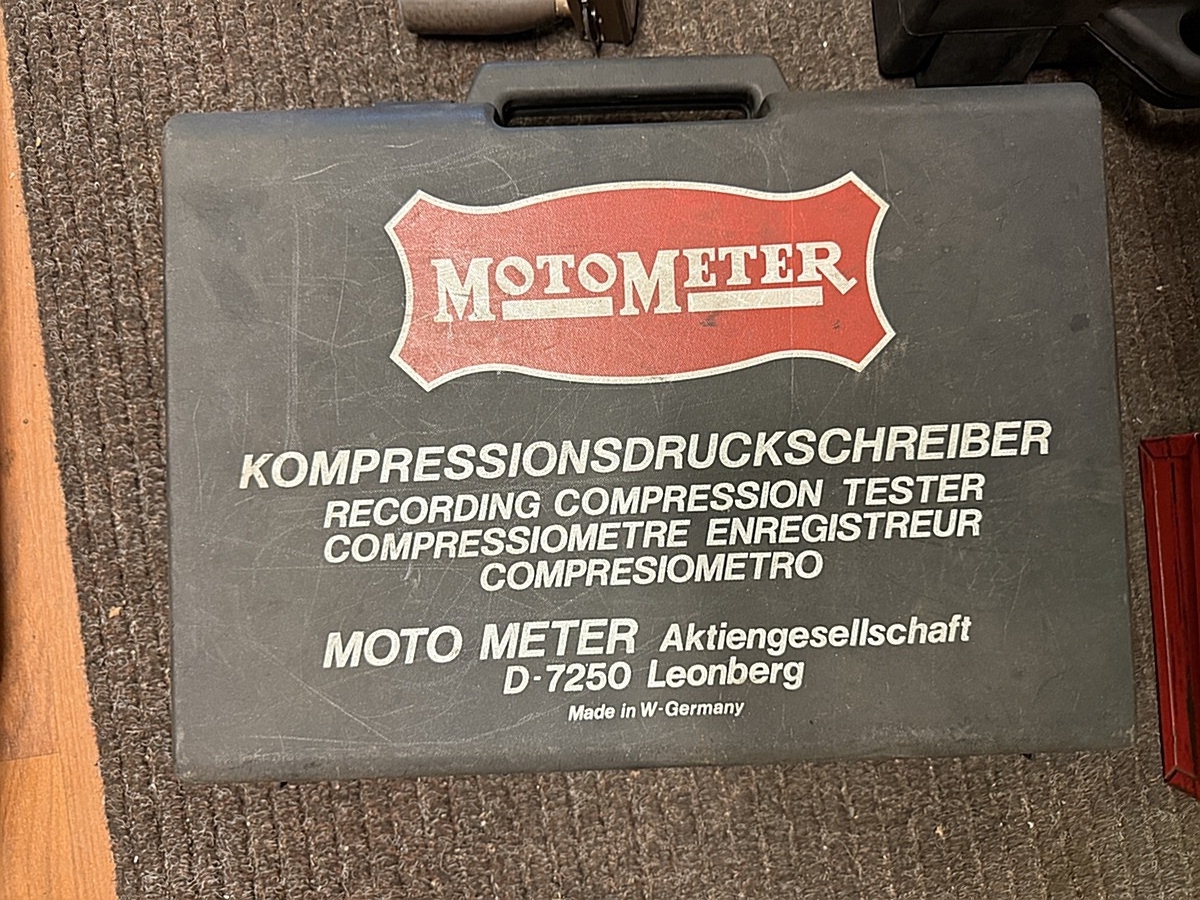 MOTOMETER
KOMPRESSIONSDRUCKSCHREIBER
RECORDING COMPRESSION TESTER
COMPRESSIOMETRE ENREGISTREUR
COMPRESIOMETRO
MOTO METER Aktiengesellschaft
D-7250 Leonberg
Made in W-Germany